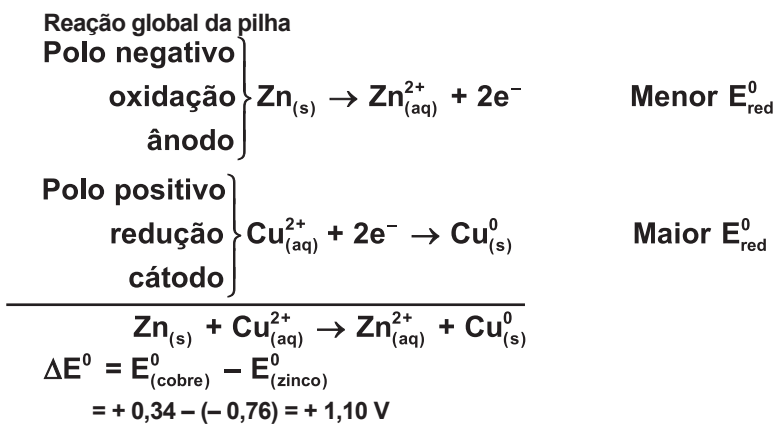 Reação global da pilha
Polo negativo
oxidação } Zn(s) → Zn2+(aq) + 2e– Menor E0red
ânodo
Polo positivo
redução } Cu2+(aq) + 2e– → Cu0(s) Maior E0red
cátodo
Zn(s) + Cu2+(aq) → Zn2+(aq) + Cu0(s)
ΔE0 = E0(cobre) – E0(zinco)
= + 0,34 – (– 0,76) = + 1,10 V